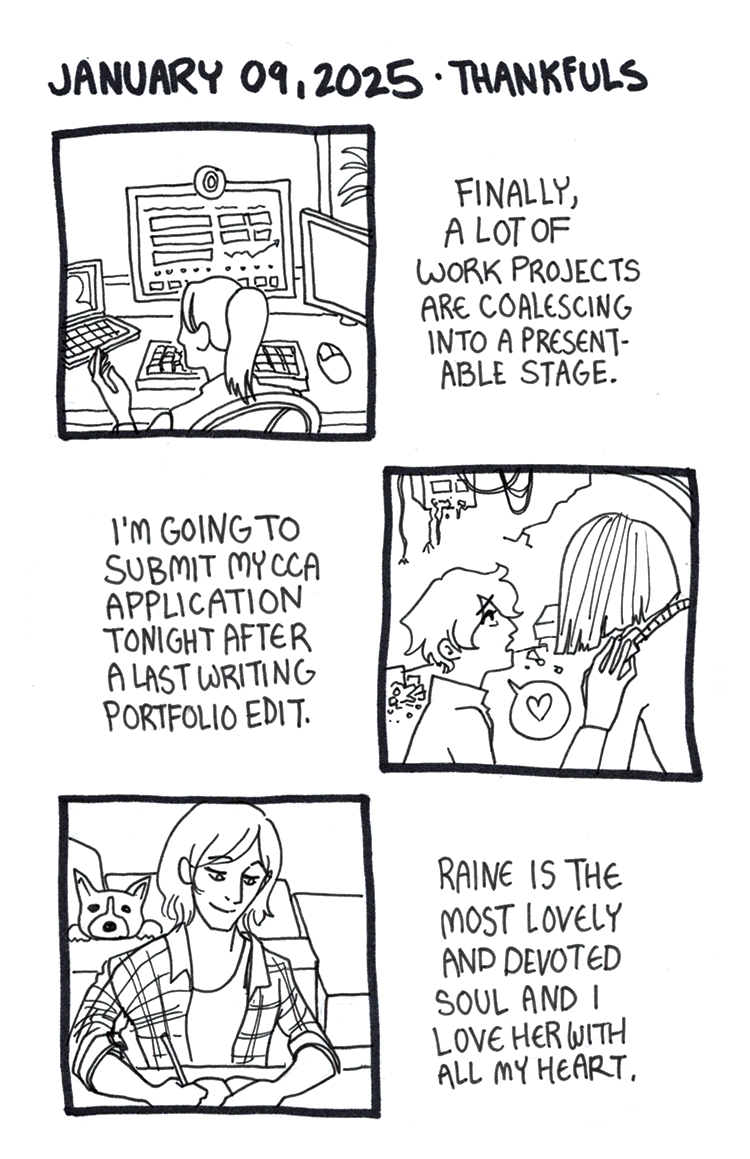 JANUARY 09, 2025 · THANKFULS
FINALLY,
A LOT OF
WORK PROJECTS
ARE COALESCING
INTO A PRESENT-
ABLE STAGE.
I'M GOING TO
SUBMIT MY CCA
APPLICATION
TONIGHT AFTER
A LAST WRITING
PORTFOLIO EDIT.
RAINE IS THE
MOST LOVELY
AND DEVOTED
SOUL AND I
LOVE HER WITH
ALL MY HEART.